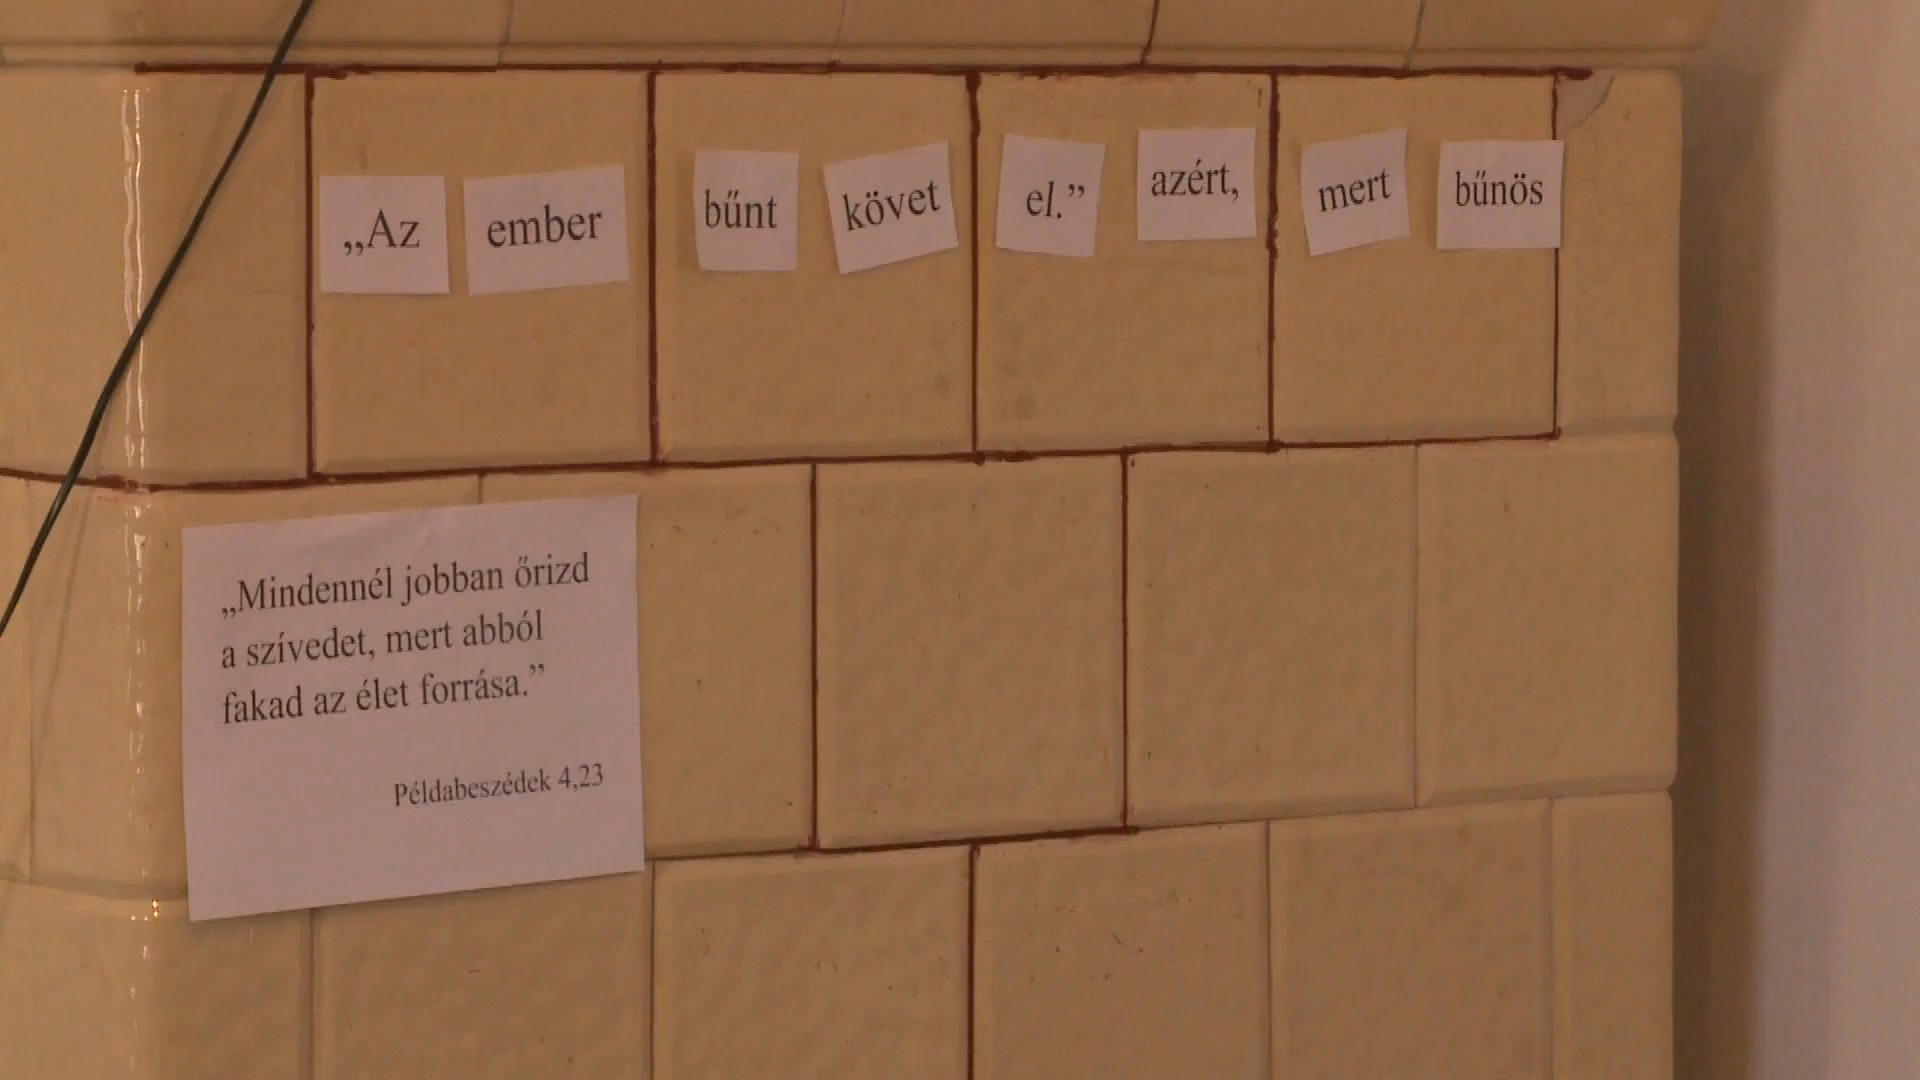 „Az ember bűnt követ el.” azért, mert bűnös
„Mindennél jobban őrizd
a szívedet, mert abból
fakad az élet forrása.”
Példabeszédek 4,23